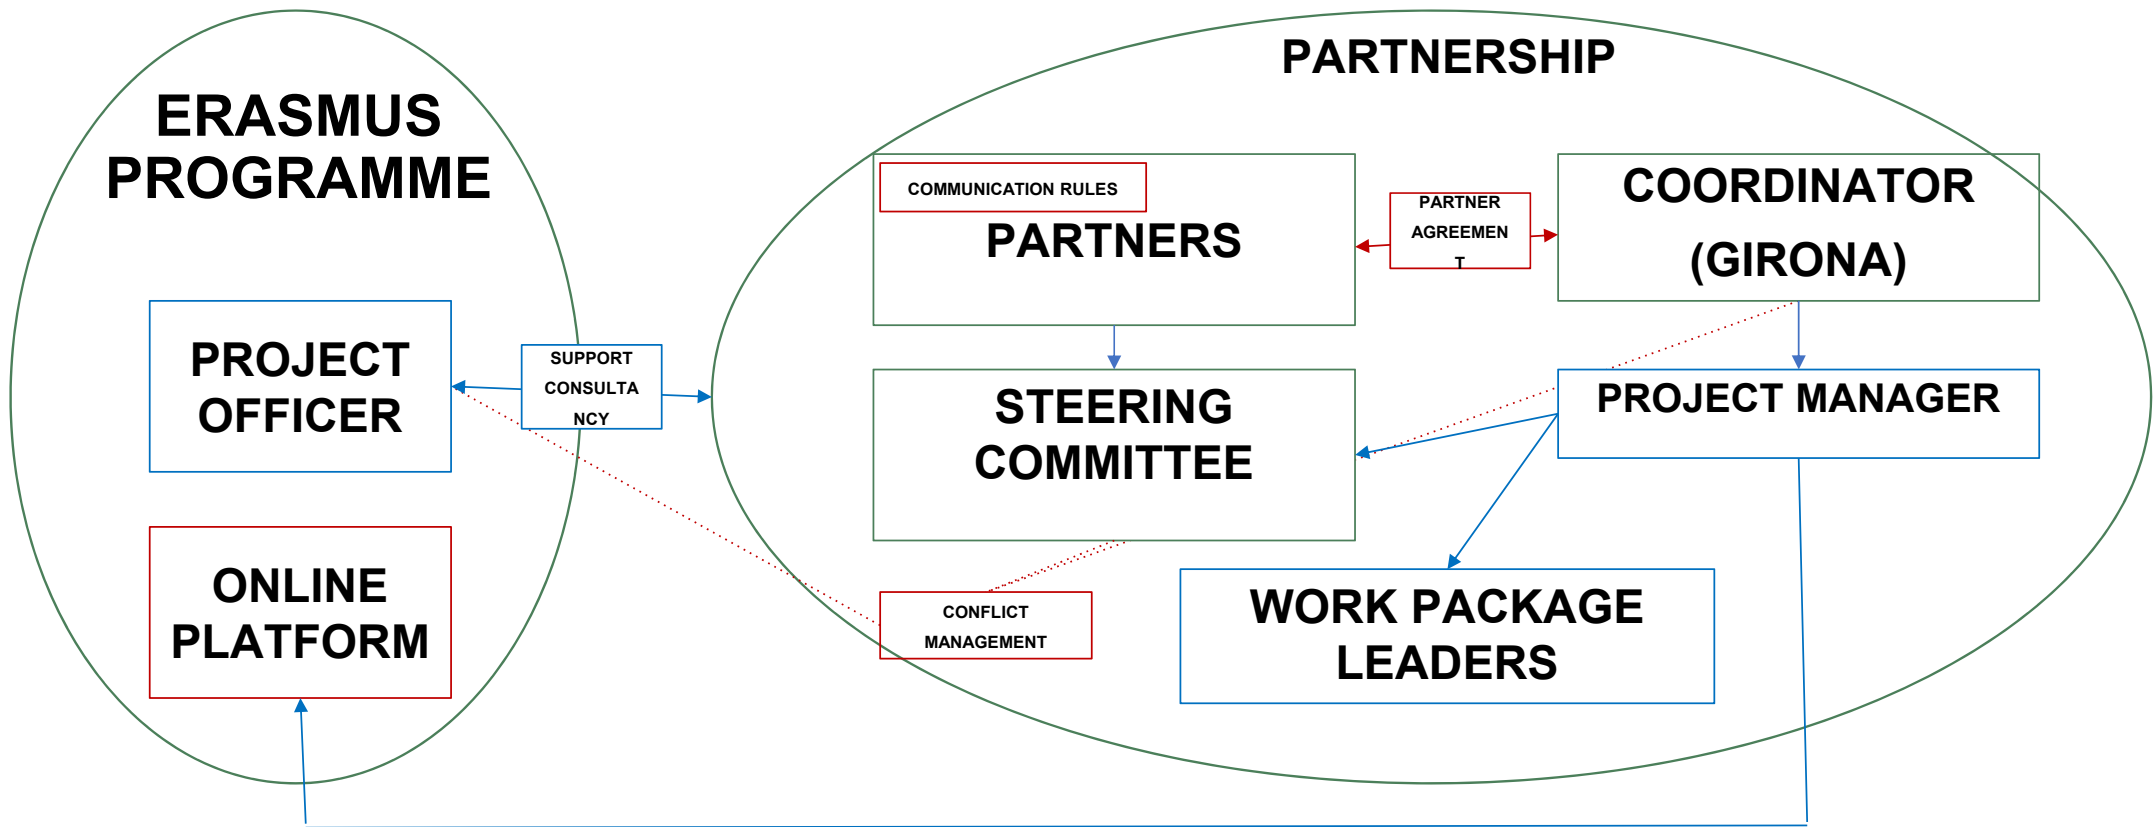 ERASMUS
PROGRAMME
PROJECT
OFFICER
ONLINE
PLATFORM
SUPPORT
CONSULTA
NCY
PARTNERSHIP
COMMUNICATION RULES
PARTNERS
PARTNER
AGREEMEN
T
COORDINATOR
(GIRONA)
STEERING
COMMITTEE
PROJECT MANAGER
CONFLICT
MANAGEMENT
WORK PACKAGE
LEADERS